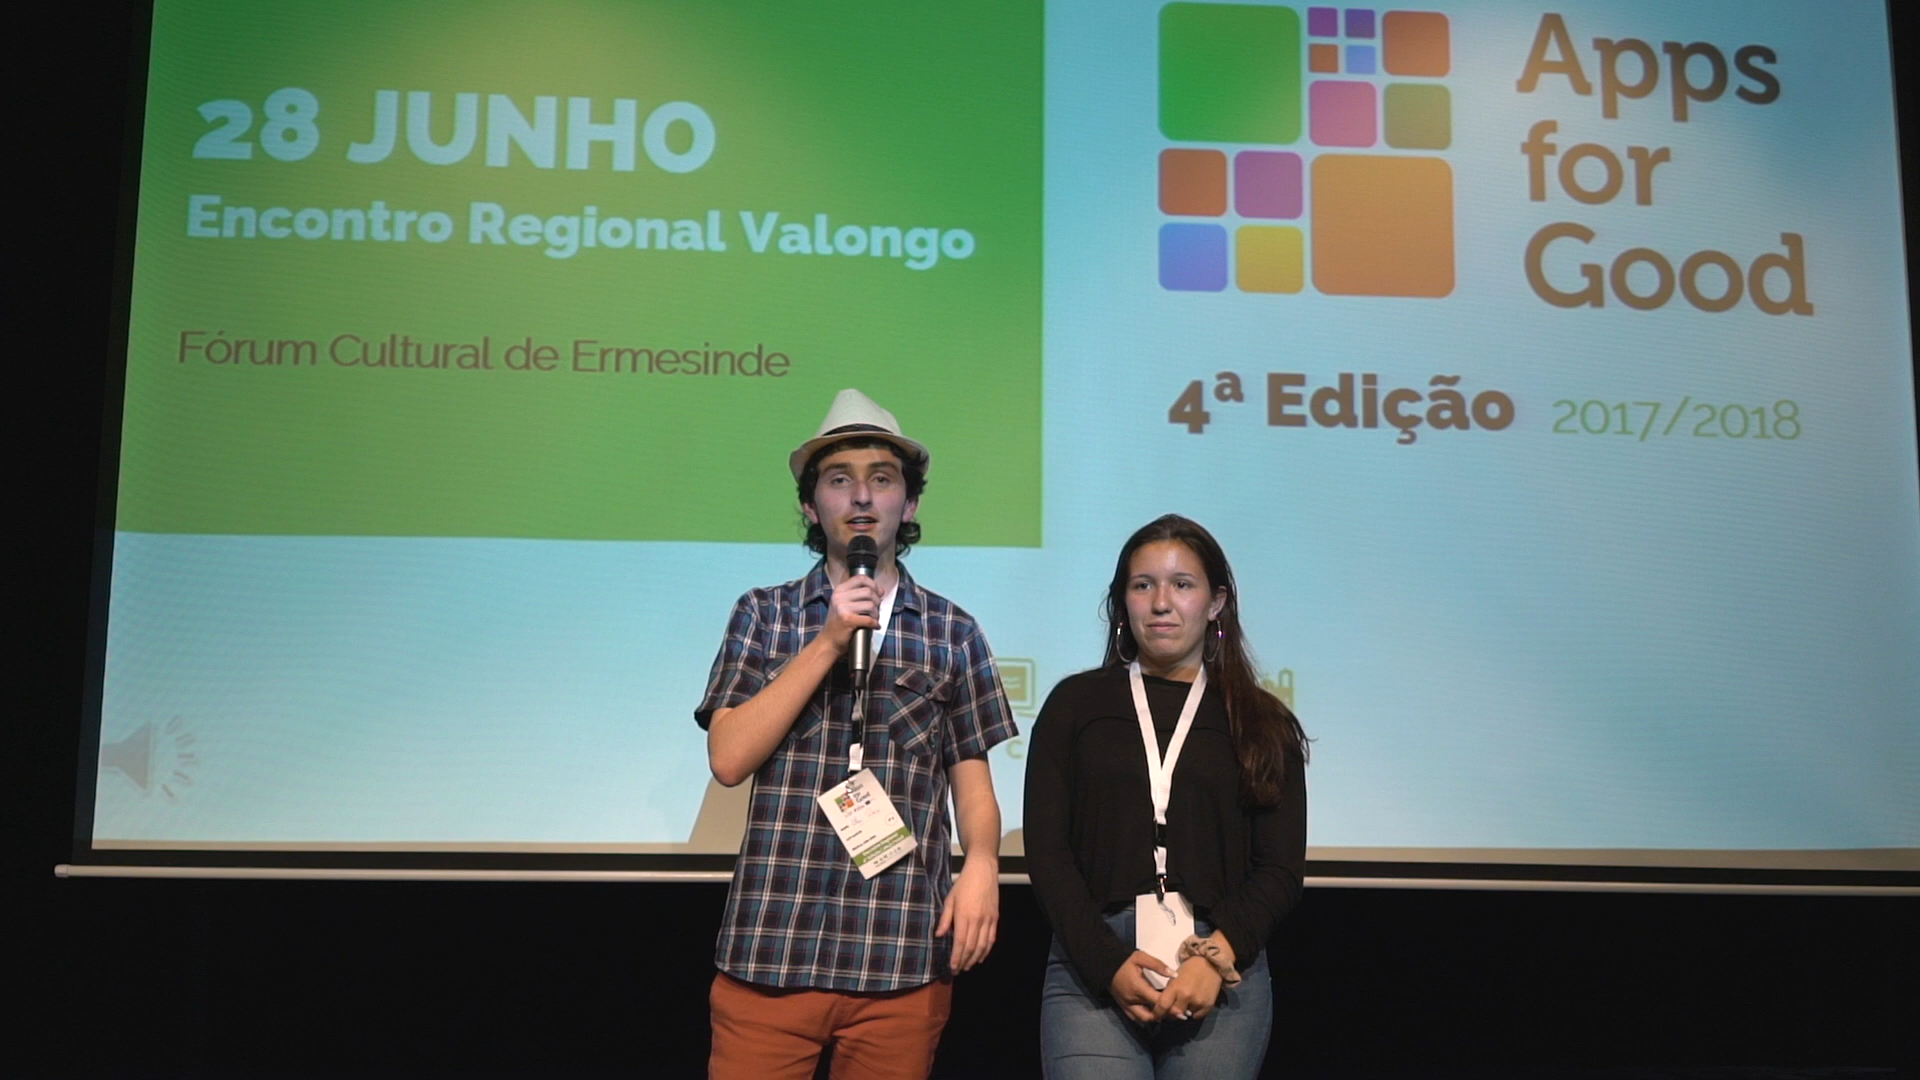 28 JUNHO
Encontro Regional Valongo
Fórum Cultural de Ermesinde
Apps
for
Good
4ª Edição 2017/2018